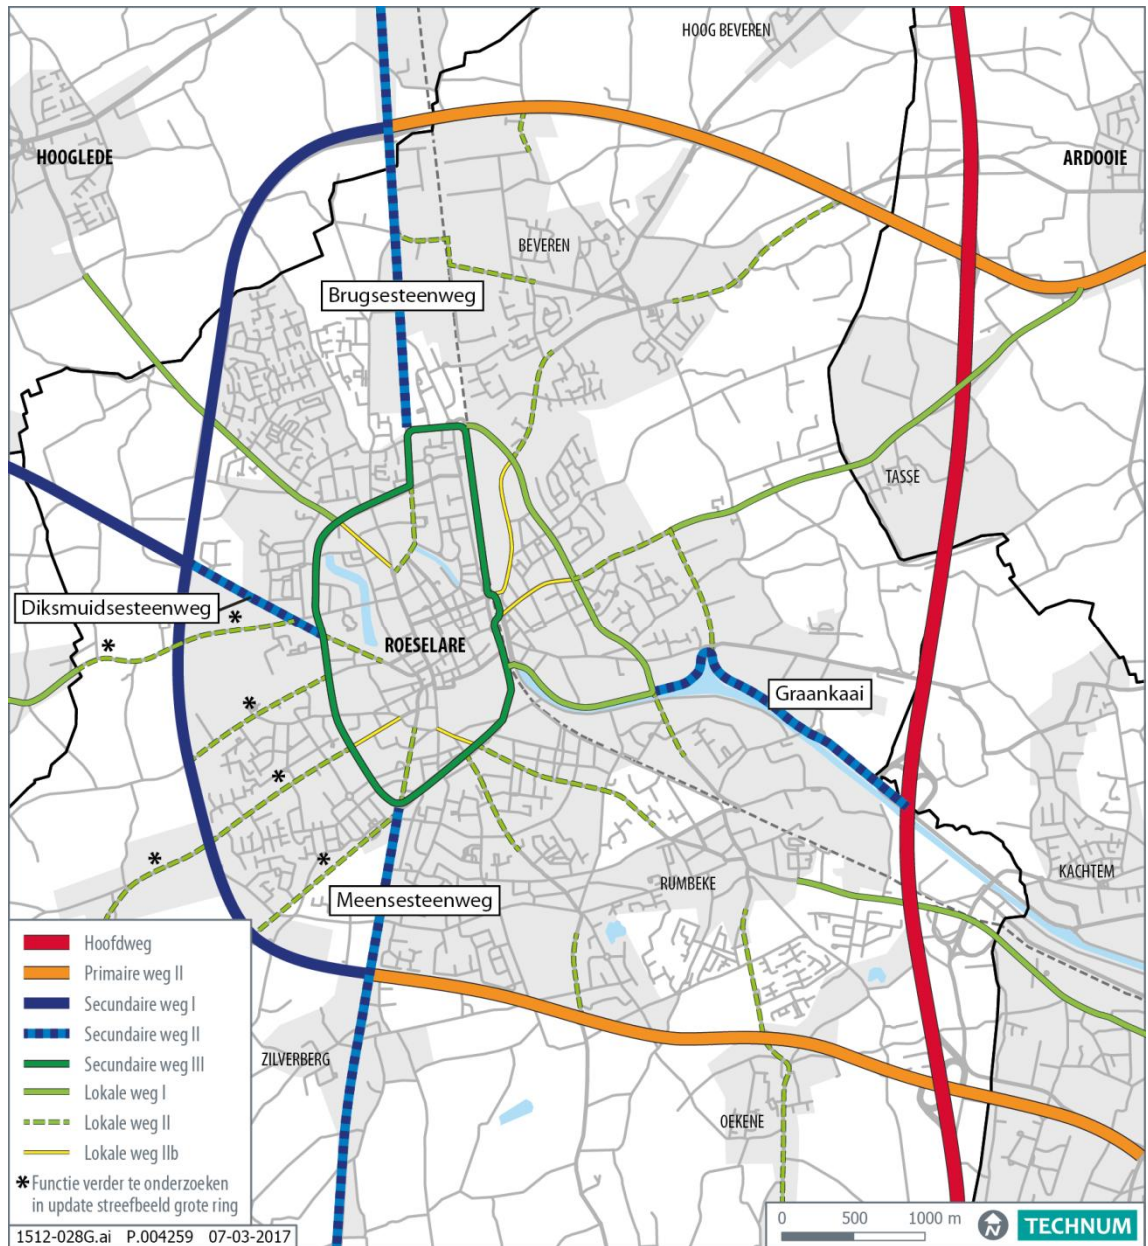 HOOG BEVEREN
HOOGLEDE
ARDOOIE
BEVEREN
Brugsesteenweg
TASSE
Diksmuidsesteenweg
*
*
ROESELARE
*
Graankaai
*
*
*
RUMBEKE
KACHTEM
Meensesteenweg
ZILVERBERG
OEKENE
Hoofdweg
Primaire weg II
Secundaire weg I
Secundaire weg II
Secundaire weg III
Lokale weg I
Lokale weg II
Lokale weg IIb
* Functie verder te onderzoeken
in update streefbeeld grote ring
0 500 1000 m
N
TECHNUM
1512-028G.ai P.004259 07-03-2017